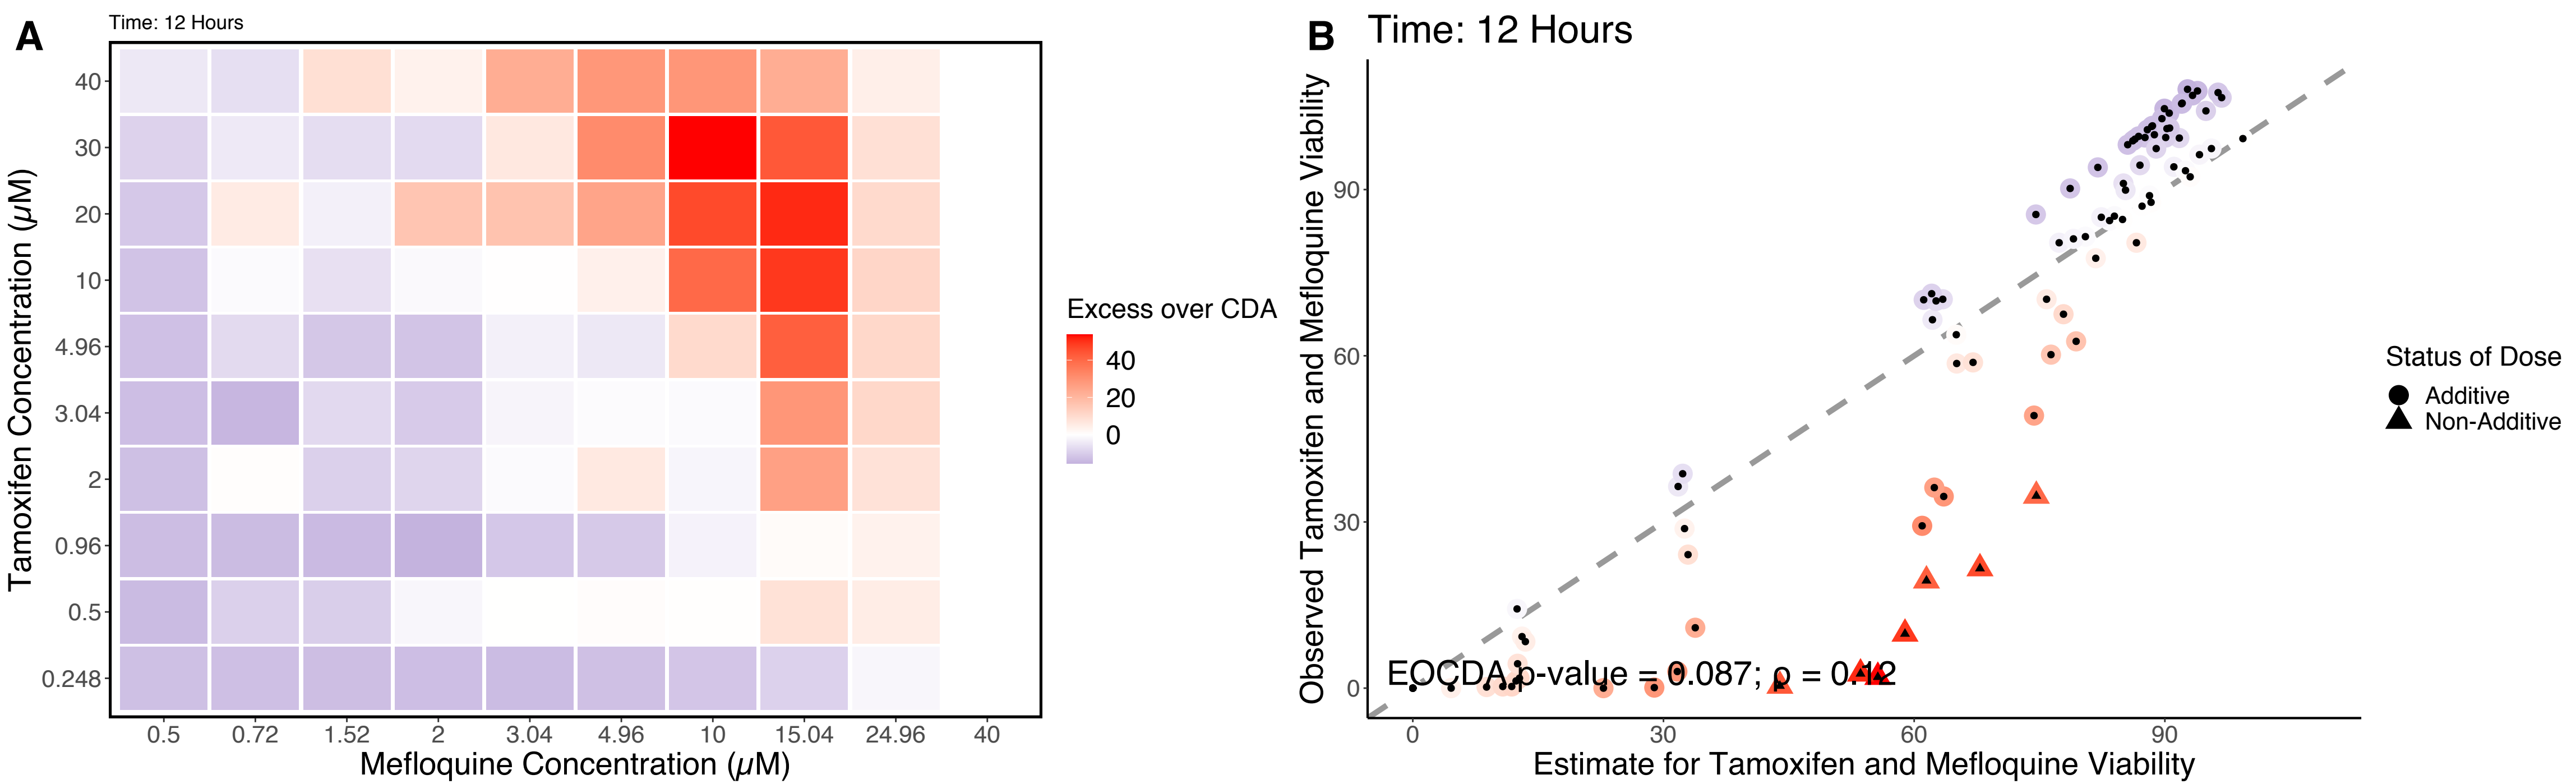 A
Time: 12 Hours
Tamoxifen Concentration (µM)
40
30
20
10
4.96
3.04
2
0.96
0.5
0.248
0.5 0.72 1.52 2 3.04 4.96 10 15.04 24.96 40
Mefloquine Concentration (µM)
Excess over CDA
40
20
0
B
Time: 12 Hours
Observed Tamoxifen and Mefloquine Viability
90
60
30
0
EOCDA p-value = 0.087; ρ = 0.12
0 30 60 90
Estimate for Tamoxifen and Mefloquine Viability
Status of Dose
Additive
Non-Additive